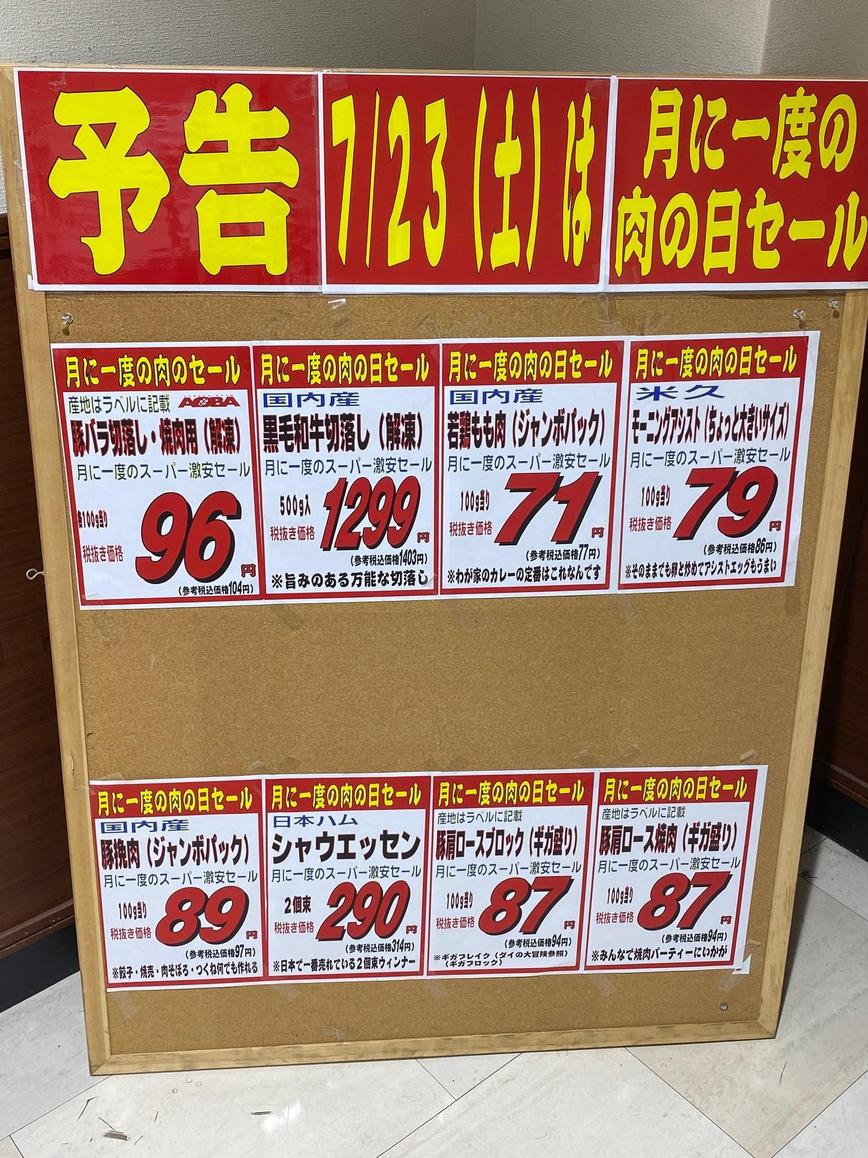 予告
7/23(土)は
月に一度の
肉の日セール
月に一度の肉のセール
産地はラベルに記載
豚バラ切落し・焼肉用(解凍)
月に一度のスーパー激安セール
各100g当り
税抜き価格
96円
(参考税込価格104円)
月に一度の肉の日セール
国内産
黒毛和牛切落し(解凍)
月に一度のスーパー激安セール
500g入
税抜き価格
1299円
(参考税込価格1403円)
※旨みのある万能な切落し
月に一度の肉の日セール
国内産
若鶏もも肉(ジャンボパック)
月に一度のスーパー激安セール
100g当り
税抜き価格
71円
(参考税込価格77円)
※わが家のカレーの定番はこれなんです
月に一度の肉の日セール
米久
モーニングアシスト(ちょっと大きいサイズ)
月に一度のスーパー激安セール
100g当り
税抜き価格
79円
(参考税込価格86円)
※そのままでも卵と炒めてアシストエッグもうまい
月に一度の肉の日セール
国内産
豚挽肉(ジャンボパック)
月に一度のスーパー激安セール
100g当り
税抜き価格
89円
(参考税込価格97円)
※餃子・焼売・肉そぼろ・つくね何でも作れる
月に一度の肉の日セール
日本ハム
シャウエッセン
月に一度のスーパー激安セール
2個束
税抜き価格
290円
(参考税込価格314円)
※日本で一番売れている2個束ウィンナー
月に一度の肉の日セール
産地はラベルに記載
豚肩ロースブロック(ギガ盛り)
月に一度のスーパー激安セール
100g当り
税抜き価格
87円
(参考税込価格94円)
※ギガブレイク(ダイの大冒険参照)
(ギガブロック)
月に一度の肉の日セール
産地はラベルに記載
豚肩ロース焼肉(ギガ盛り)
月に一度のスーパー激安セール
100g当り
税抜き価格
87円
(参考税込価格94円)
※みんなで焼肉パーティーにいかが